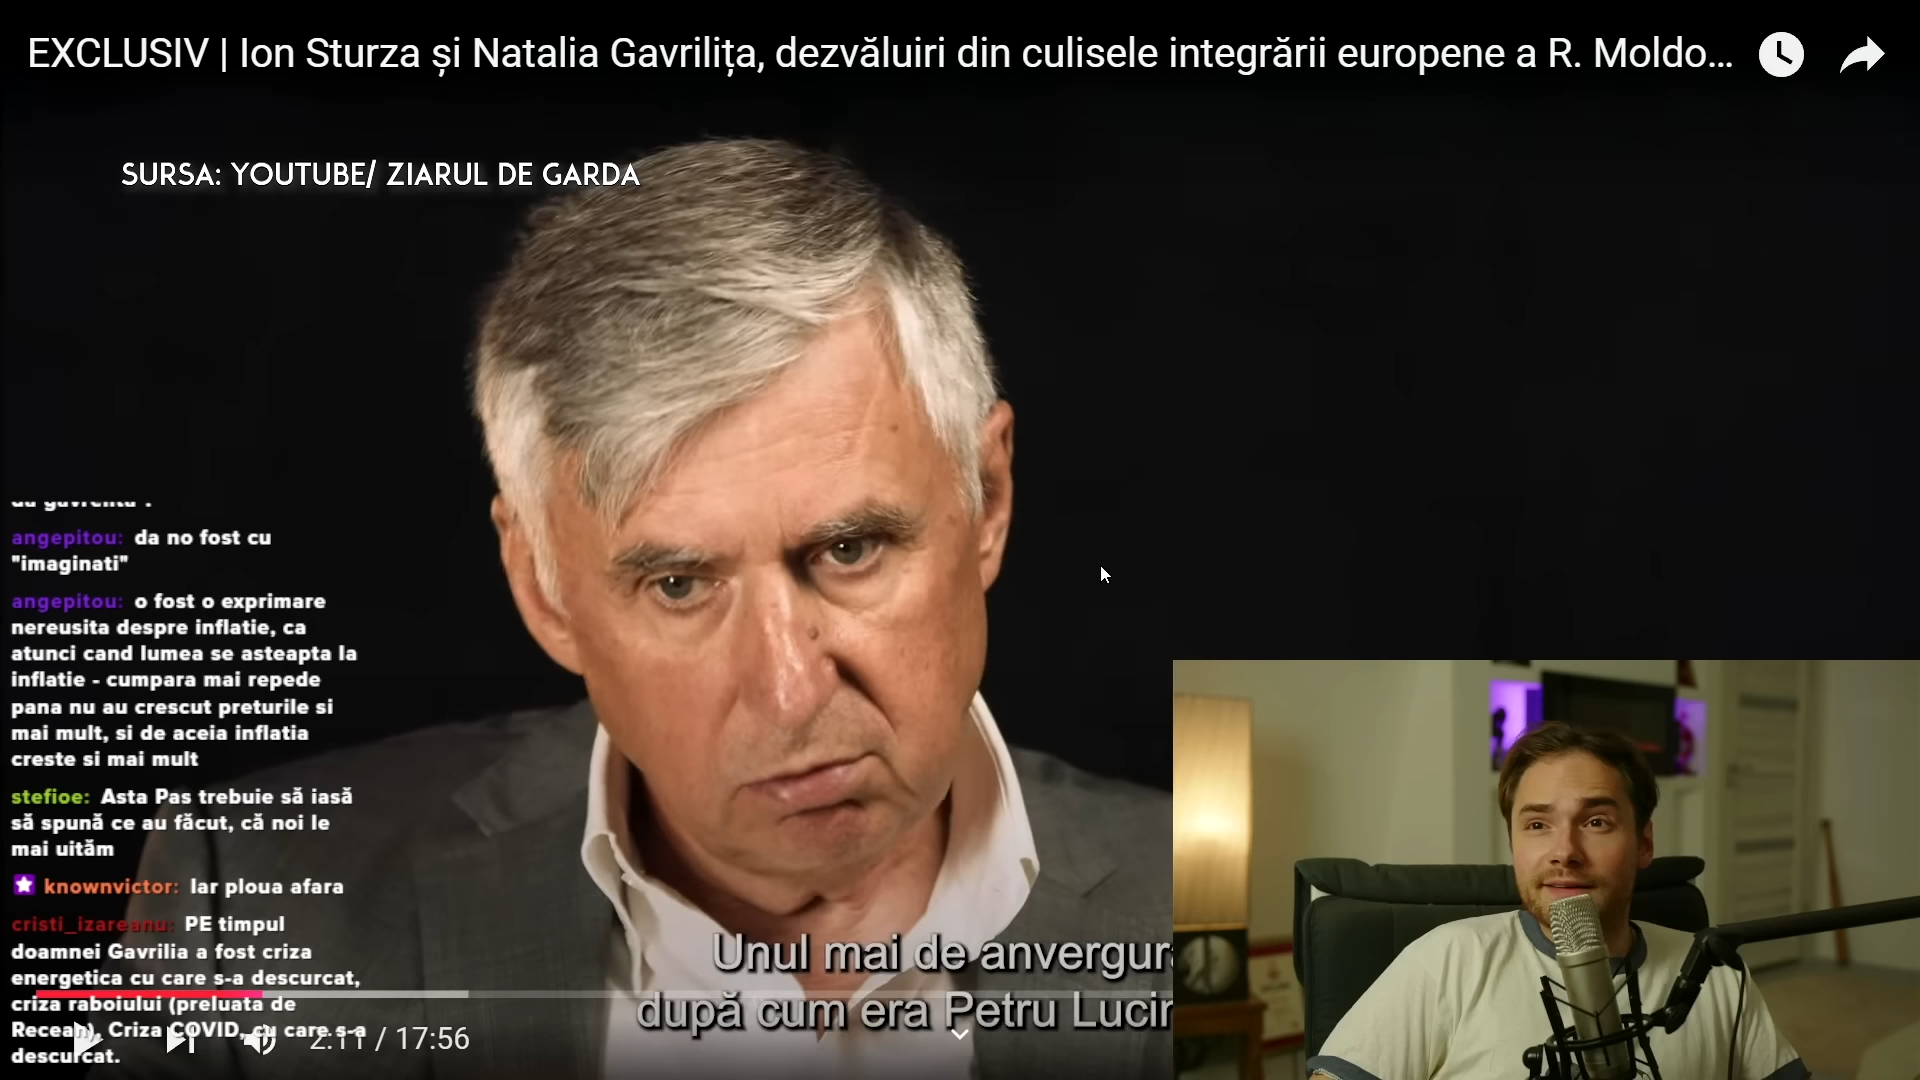 EXCLUSIV | Ion Sturza și Natalia Gavrilița, dezvăluiri din culisele integrării europene a R. Moldo...
SURSA: YOUTUBE/ ZIARUL DE GARDA
angepitou: da no fost cu
"imaginati"
angepitou: o fost o exprimare
nereusita despre inflatie, ca
atunci cand lumea se asteapta la
inflatie - cumpara mai repede
pana nu au crescut preturile si
mai mult, si de aceia inflatia
creste si mai mult
stefioe: Asta Pas trebuie să iasă
să spună ce au făcut, că noi le
mai uităm
knownvictor: Iar ploua afara
cristi_izareanu: PE timpul
doamnei Gavrilia a fost criza
energetica cu care s-a descurcat,
criza raboiului (preluata de
Recean), Criza COVID, cu care s-a
descurcat.
Unul mai de anvergur
după cum era Petru Lucin
2:11 / 17:56